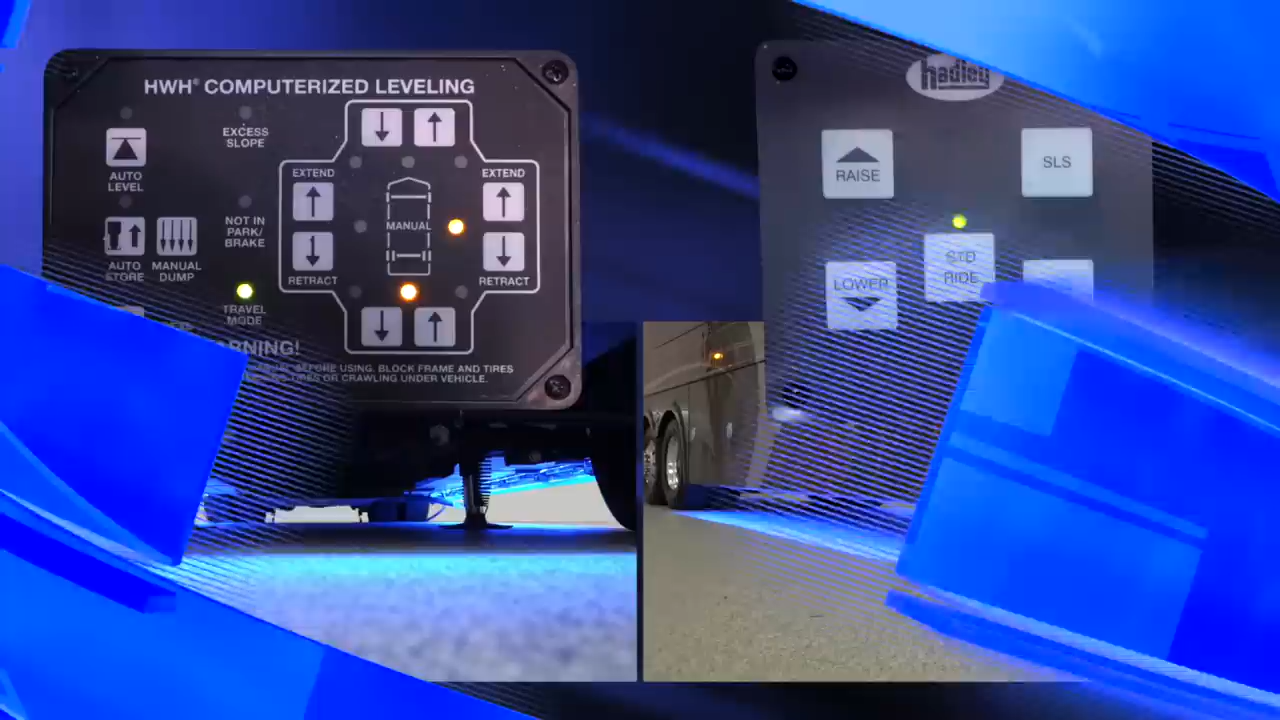 HWH® COMPUTERIZED LEVELING
EXCESS
SLOPE
AUTO
LEVEL
NOT IN
PARK/
BRAKE
AUTO
STORE
MANUAL
DUMP
TRAVEL
MODE
EXTEND
RETRACT
MANUAL
EXTEND
RETRACT
BEFORE USING. BLOCK FRAME AND TIRES
OR CRAWLING UNDER VEHICLE.
hadley
RAISE
SLS
STD
RIDE
LOWER